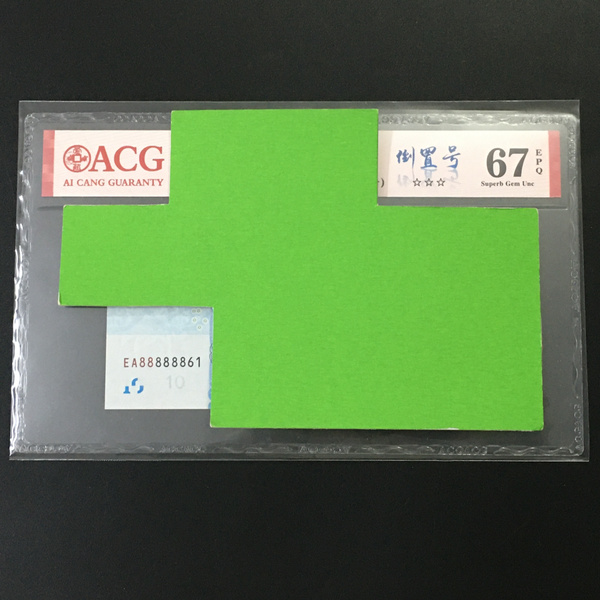 ACG
AI CANG GUARANTY
倒置号
☆☆☆
67
EPQ
Superb Gem Unc
EA88888861
10